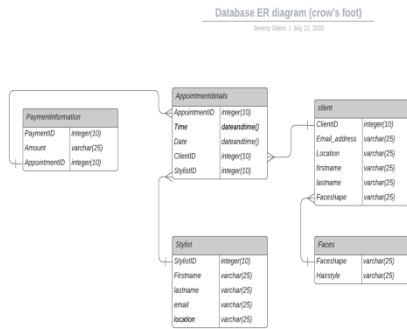 Database ER diagram (crow's foot)
Jeremy Odem | July 22, 2020
PaymentInformation
PaymentID integer(10)
Amount varchar(25)
AppointmentID integer(10)
Appointmentdetails
AppointmentID integer(10)
Time dateandtime()
Date dateandtime()
ClientID integer(10)
StylistID integer(10)
client
ClientID integer(10)
Email_address varchar(25)
Location varchar(25)
firstname varchar(25)
lastname varchar(25)
Faceshape varchar(25)
Stylist
StylistID integer(10)
Firstname varchar(25)
lastname varchar(25)
email varchar(25)
location varchar(25)
Faces
Faceshape varchar(25)
Hairstyle varchar(25)